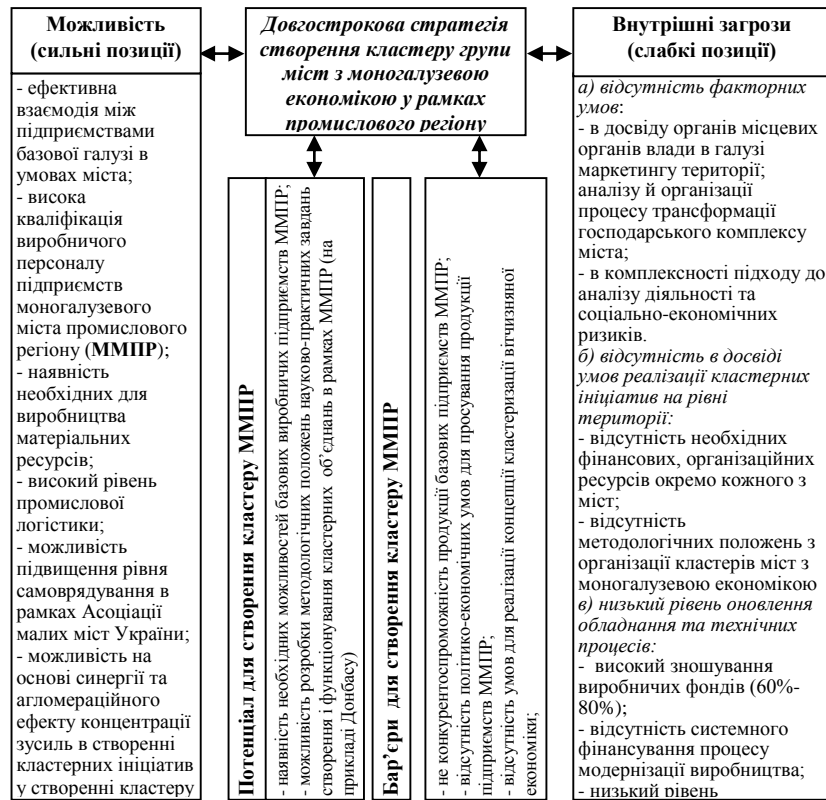 Можливість
(сильні позиції)
- ефективна
взаємодія між
підприємствами
базової галузі в
умовах міста;
- висока
кваліфікація
виробничого
персоналу
підприємств
моногалузевого
міста промислового
регіону (ММПР);
- наявність
необхідних для
виробництва
матеріальних
ресурсів;
- високий рівень
промислової
логістики;
- можливість
підвищення рівня
самоврядування в
рамках Асоціації
малих міст України;
- можливість на
основі синергії та
агломераційного
ефекту концентрації
зусиль в створенні
кластерних ініціатив
у створенні кластеру
Довгострокова стратегія
створення кластеру групи
міст з моногалузевою
економікою у рамках
промислового регіону
Потенціал для створення кластеру ММПР
- наявність необхідних можливостей базових виробничих підприємств ММПР;
- можливість розробки методологічних положень науково-практичних завдань
створення і функціонування кластерних об'єднань в рамках ММПР (на
прикладі Донбасу)
Бар'єри для створення кластеру ММПР
- не конкурентоспроможність продукції базових підприємств ММПР;
- відсутність політико-економічних умов для просування продукції
підприємств ММПР;
- відсутність умов для реалізації концепції кластеризації вітчизняної
економіки;
Внутрішні загрози
(слабкі позиції)
а) відсутність факторних
умов:
- в досвіду органів місцевих
органів влади в галузі
маркетингу території;
аналізу й організації
процесу трансформації
господарського комплексу
міста;
- в комплексності підходу до
аналізу діяльності та
соціально-економічних
ризиків.
б) відсутність в досвіді
умов реалізації кластерних
ініціатив на рівні
території:
- відсутність необхідних
фінансових, організаційних
ресурсів окремо кожного з
міст;
- відсутність
методологічних положень з
організації кластерів міст з
моногалузевою економікою
в) низький рівень оновлення
обладнання та технічних
процесів:
- високий зношування
виробничих фондів (60%-
80%);
- відсутність системного
фінансування процесу
модернізації виробництва;
- низький рівень